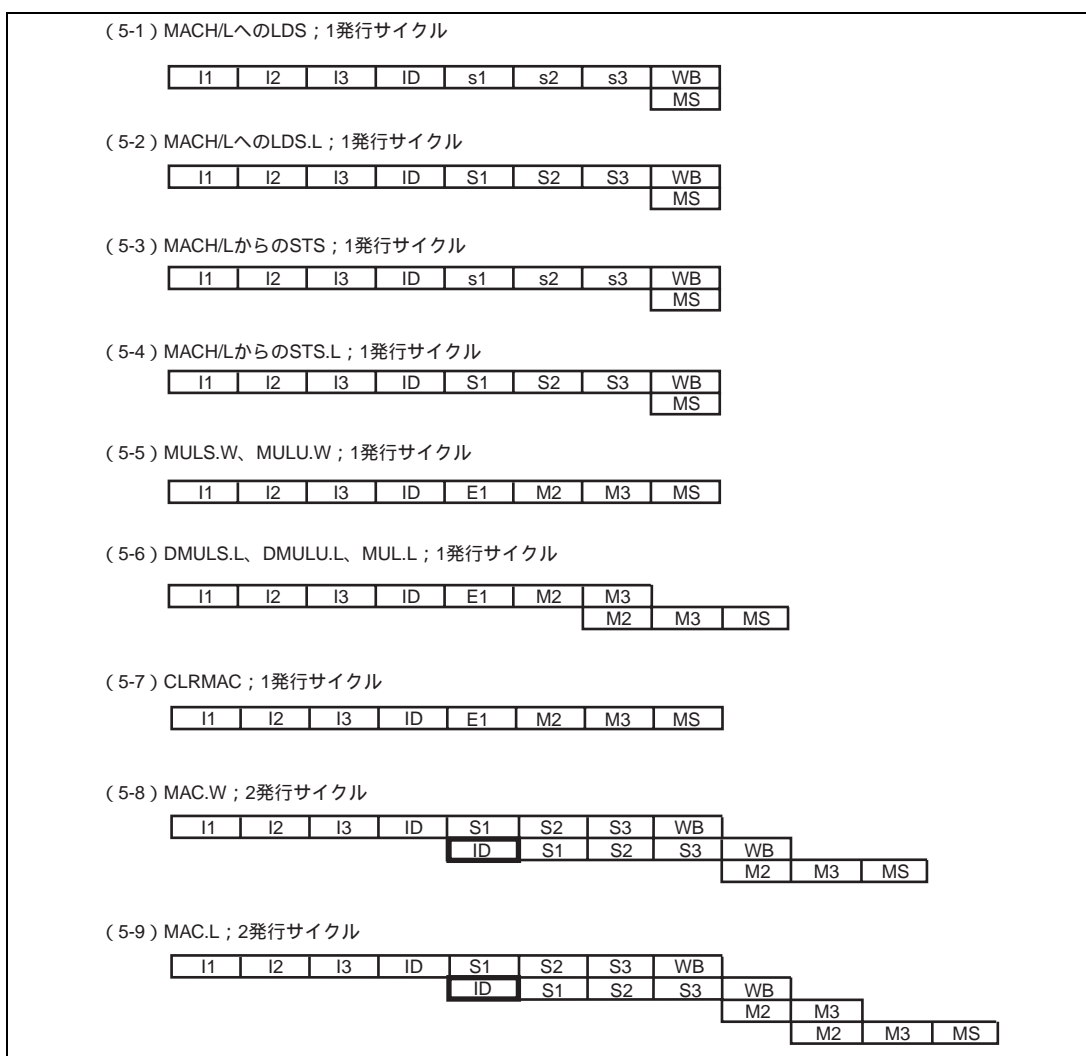 （5-1）MACH/LへのLDS；1発行サイクル
I1 I2 I3 ID s1 s2 s3 WB
MS
（5-2）MACH/LへのLDS.L；1発行サイクル
I1 I2 I3 ID S1 S2 S3 WB
MS
（5-3）MACH/LからのSTS；1発行サイクル
I1 I2 I3 ID s1 s2 s3 WB
MS
（5-4）MACH/LからのSTS.L；1発行サイクル
I1 I2 I3 ID S1 S2 S3 WB
MS
（5-5）MULS.W、MULU.W；1発行サイクル
I1 I2 I3 ID E1 M2 M3 MS
（5-6）DMULS.L、DMULU.L、MUL.L；1発行サイクル
I1 I2 I3 ID E1 M2 M3
M2 M3 MS
（5-7）CLRMAC；1発行サイクル
I1 I2 I3 ID E1 M2 M3 MS
（5-8）MAC.W；2発行サイクル
I1 I2 I3 ID S1 S2 S3 WB
ID S1 S2 S3 WB
M2 M3 MS
（5-9）MAC.L；2発行サイクル
I1 I2 I3 ID S1 S2 S3 WB
ID S1 S2 S3 WB
M2 M3
M2 M3 MS